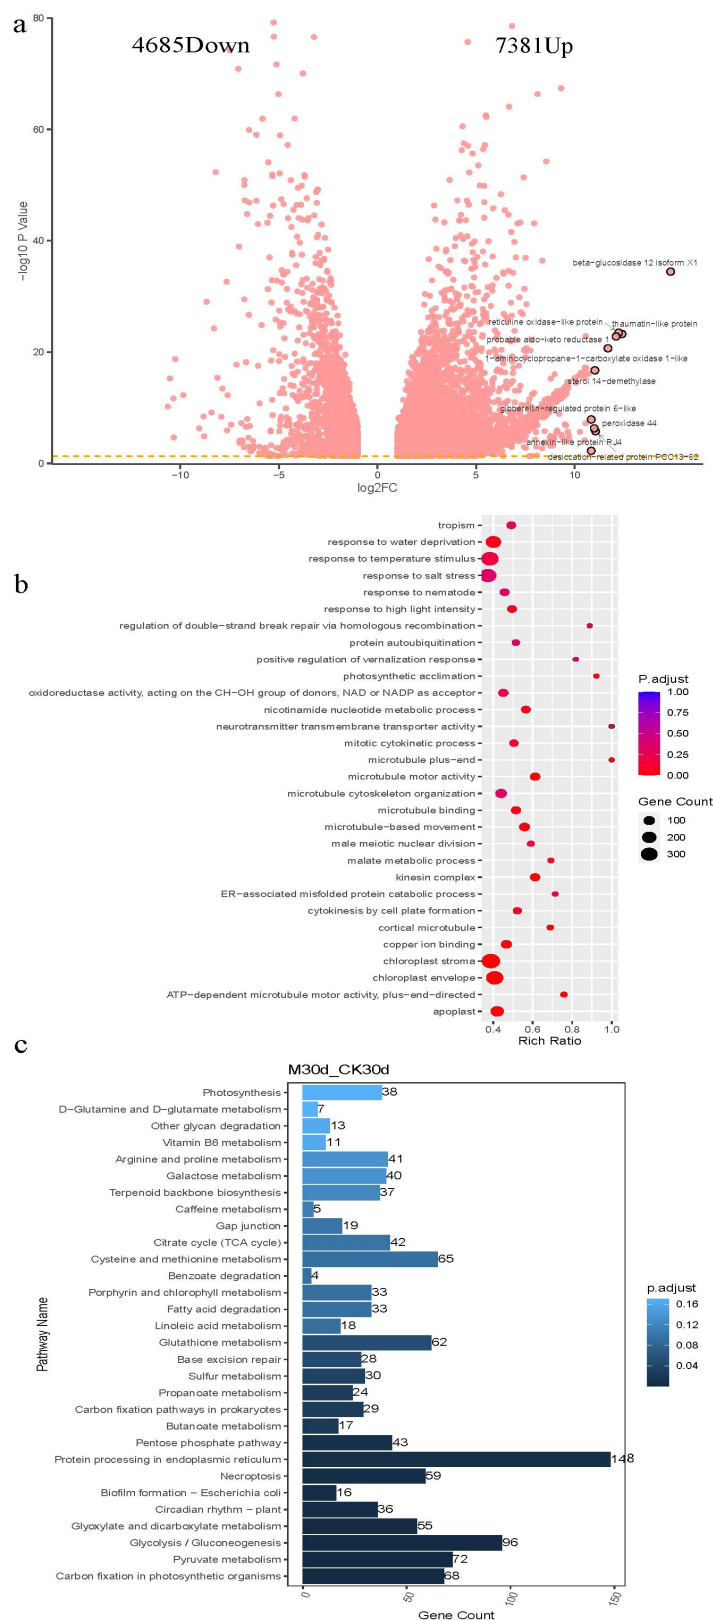 a
4685Down
7381Up
80
60
40
20
0
−log10 P Value
beta−glucosidase 12 isoform X1
reticuline oxidase−like protein
thaumatin−like protein
probable aldo−keto reductase 1
1−aminocyclopropane−1−carboxylate oxidase 1−like
sterol 14−demethylase
gibberellin−regulated protein 6−like
peroxidase 44
annexin−like protein RJ4
desiccation−related protein PCC13−62
−10
−5
0
5
10
log2FC
b
tropism
response to water deprivation
response to temperature stimulus
response to salt stress
response to nematode
response to high light intensity
regulation of double−strand break repair via homologous recombination
protein autoubiquitination
positive regulation of vernalization response
photosynthetic acclimation
oxidoreductase activity, acting on the CH−OH group of donors, NAD or NADP as acceptor
nicotinamide nucleotide metabolic process
neurotransmitter transmembrane transporter activity
mitotic cytokinetic process
microtubule plus−end
microtubule motor activity
microtubule cytoskeleton organization
microtubule binding
microtubule−based movement
male meiotic nuclear division
malate metabolic process
kinesin complex
ER−associated misfolded protein catabolic process
cytokinesis by cell plate formation
cortical microtubule
copper ion binding
chloroplast stroma
chloroplast envelope
ATP−dependent microtubule motor activity, plus−end−directed
apoplast
0.4
0.6
0.8
1.0
Rich Ratio
P.adjust
1.00
0.75
0.50
0.25
0.00
Gene Count
100
200
300
c
M30d_CK30d
Pathway Name
Photosynthesis 38
D−Glutamine and D−glutamate metabolism 7
Other glycan degradation 13
Vitamin B6 metabolism 11
Arginine and proline metabolism 41
Galactose metabolism 40
Terpenoid backbone biosynthesis 37
Caffeine metabolism 5
Gap junction 19
Citrate cycle (TCA cycle) 42
Cysteine and methionine metabolism 65
Benzoate degradation 4
Porphyrin and chlorophyll metabolism 33
Fatty acid degradation 33
Linoleic acid metabolism 18
Glutathione metabolism 62
Base excision repair 28
Sulfur metabolism 30
Propanoate metabolism 24
Carbon fixation pathways in prokaryotes 29
Butanoate metabolism 17
Pentose phosphate pathway 43
Protein processing in endoplasmic reticulum 148
Necroptosis 59
Biofilm formation − Escherichia coli 16
Circadian rhythm − plant 36
Glyoxylate and dicarboxylate metabolism 55
Glycolysis / Gluconeogenesis 96
Pyruvate metabolism 72
Carbon fixation in photosynthetic organisms 68
0
50
100
150
Gene Count
p.adjust
0.16
0.12
0.08
0.04